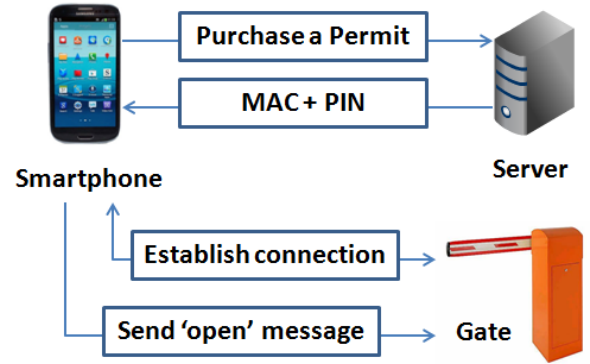 Purchase a Permit
MAC + PIN
Smartphone
Server
Establish connection
Send ‘open’ message
Gate